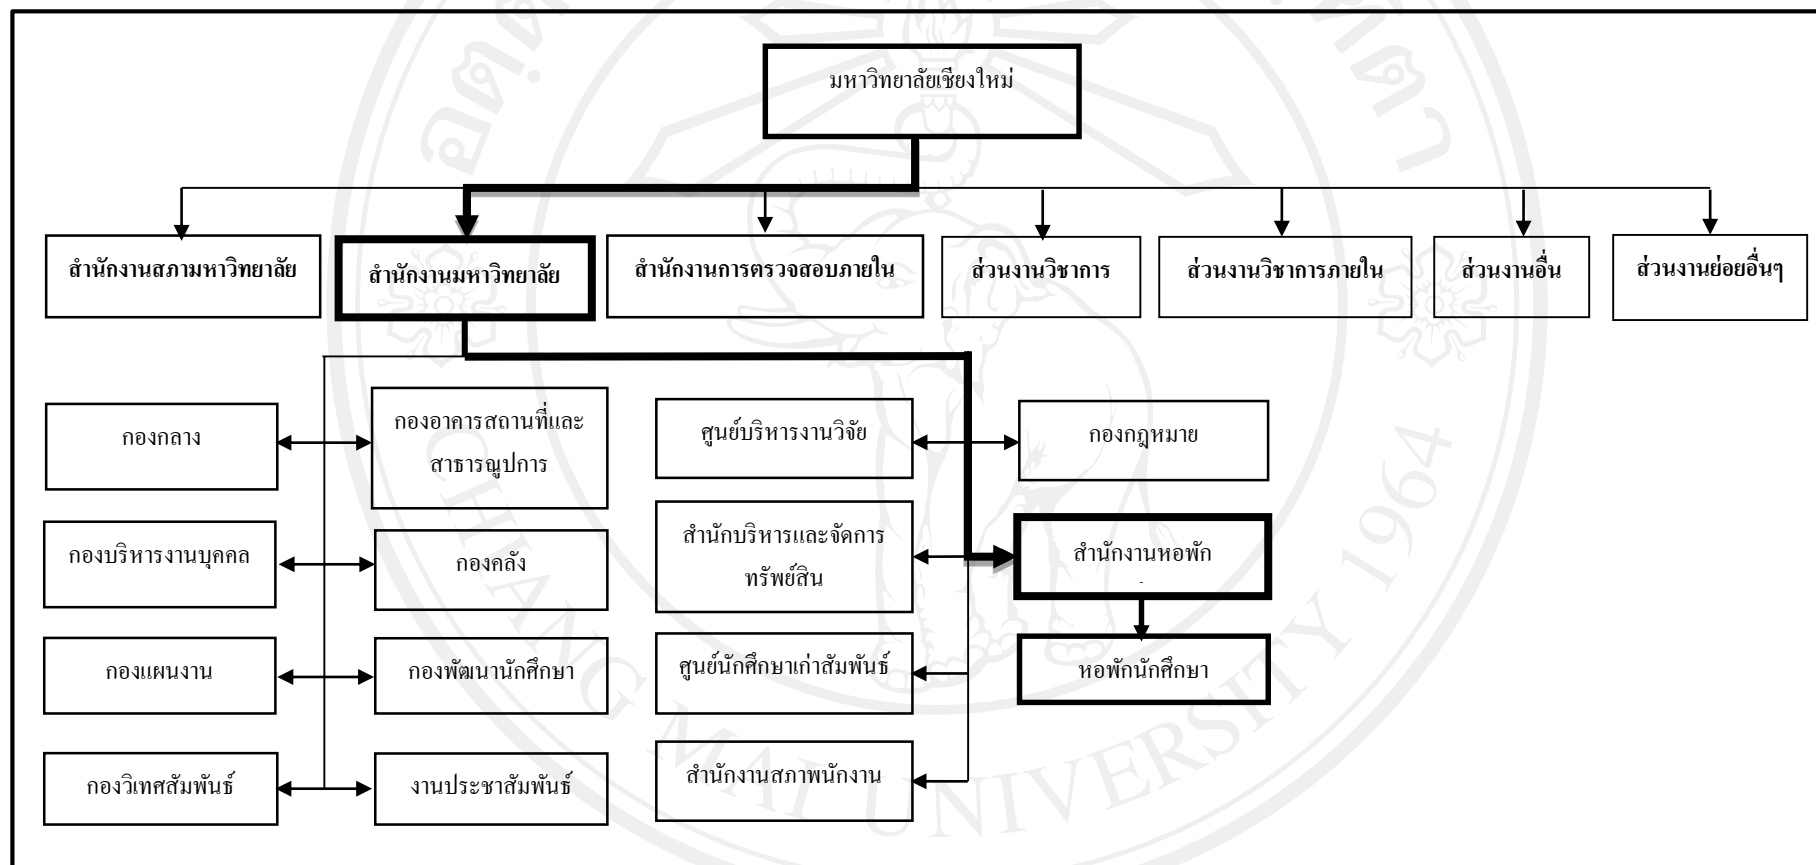 มหาวิทยาลัยเชียงใหม่
สำนักงานสภามหาวิทยาลัย
สำนักงานมหาวิทยาลัย
สำนักงานการตรวจสอบภายใน
ส่วนงานวิชาการ
ส่วนงานวิชาการภายใน
ส่วนงานอื่น
ส่วนงานย่อยอื่นๆ
กองกลาง
กองอาคารสถานที่และ
สาธารณูปการ
ศูนย์บริหารงานวิจัย
กองกฎหมาย
กองบริหารงานบุคคล
กองคลัง
สำนักบริหารและจัดการ
ทรัพย์สิน
สำนักงานหอพัก
กองแผนงาน
กองพัฒนานักศึกษา
ศูนย์นักศึกษาเก่าสัมพันธ์
หอพักนักศึกษา
กองวิเทศสัมพันธ์
งานประชาสัมพันธ์
สำนักงานสภาพนักงาน
CHIANG MAI UNIVERSITY 1964